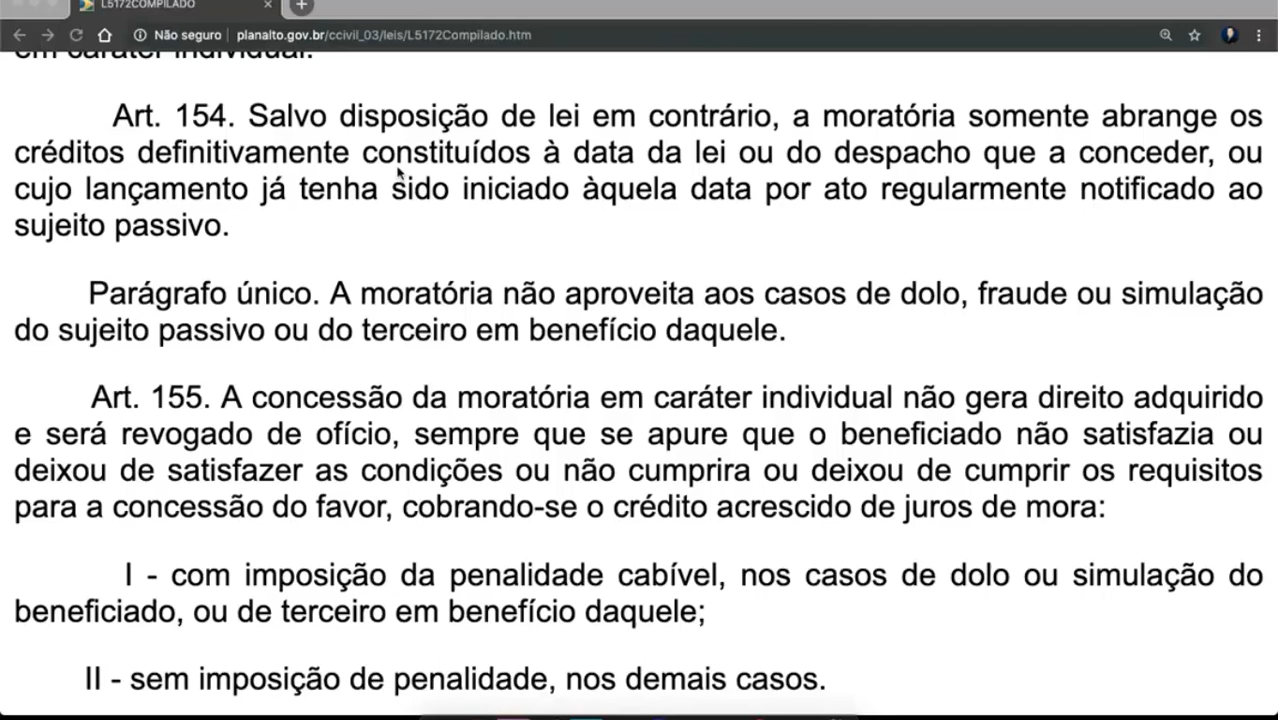 L5172COMPILADO
Não seguro
planalto.gov.br/ccivil_03/leis/L5172Compilado.htm
em caráter individual.
Art. 154. Salvo disposição de lei em contrário, a moratória somente abrange os
créditos definitivamente constituídos à data da lei ou do despacho que a conceder, ou
cujo lançamento já tenha sido iniciado àquela data por ato regularmente notificado ao
sujeito passivo.
Parágrafo único. A moratória não aproveita aos casos de dolo, fraude ou simulação
do sujeito passivo ou do terceiro em benefício daquele.
Art. 155. A concessão da moratória em caráter individual não gera direito adquirido
e será revogado de ofício, sempre que se apure que o beneficiado não satisfazia ou
deixou de satisfazer as condições ou não cumprira ou deixou de cumprir os requisitos
para a concessão do favor, cobrando-se o crédito acrescido de juros de mora:
I - com imposição da penalidade cabível, nos casos de dolo ou simulação do
beneficiado, ou de terceiro em benefício daquele;
II - sem imposição de penalidade, nos demais casos.